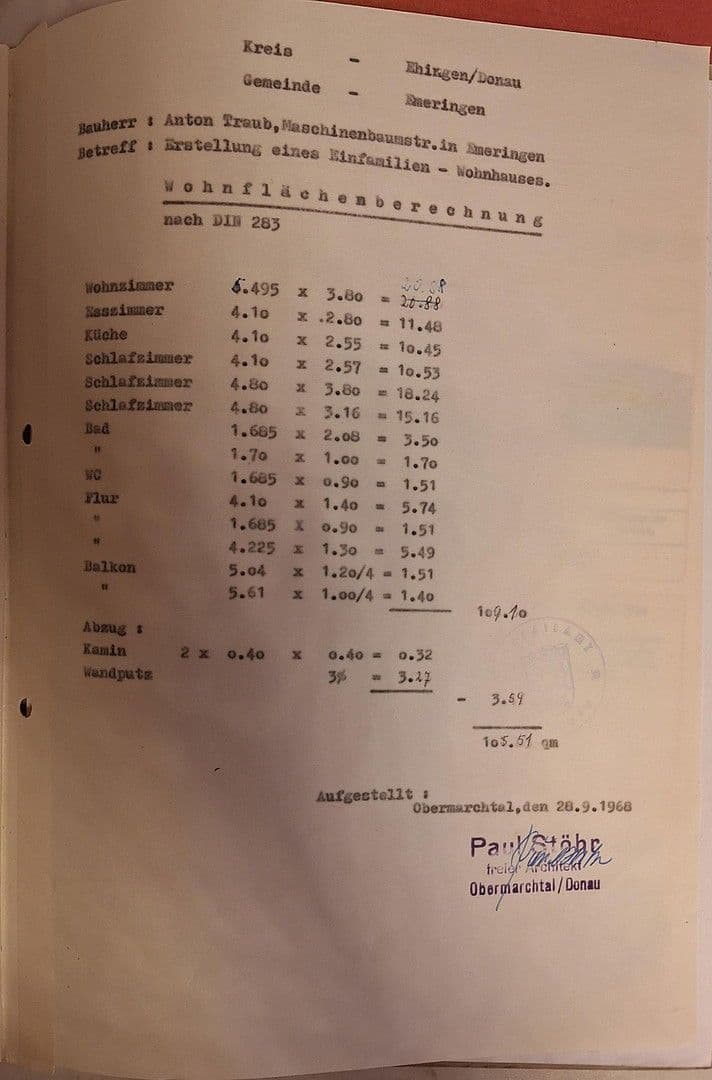 Kreis - Ehingen/Donau
Gemeinde - Emeringen
Bauherr : Anton Traub,Maschinenbaumstr.in Emeringen
Betreff : Erstellung eines Einfamilien - Wohnhauses.
Wohnflächenberechnung
nach DIN 283
20.88
Wohnzimmer 5.495 x 3.80 = 20.88
Esszimmer 4.10 x .2.80 = 11.48
Küche 4.10 x 2.55 = 10.45
Schlafzimmer 4.10 x 2.57 = 10.53
Schlafzimmer 4.80 x 3.80 = 18.24
Schlafzimmer 4.80 x 3.16 = 15.16
Bad 1.685 x 2.08 = 3.50
" 1.70 x 1.00 = 1.70
WC 1.685 x 0.90 = 1.51
Flur 4.10 x 1.40 = 5.74
" 1.685 x 0.90 = 1.51
" 4.225 x 1.30 = 5.49
Balkon 5.04 x 1.20/4 = 1.51
" 5.61 x 1.00/4 = 1.40
109.10
Abzug :
Kamin 2 x 0.40 x 0.40 = 0.32
Wandputz 3% = 3.27
- 3.59
105.51 qm
Aufgestellt :
Obermarchtal,den 28.9.1968
Paul Stöhr
freier Architekt
Obermarchtal/Donau